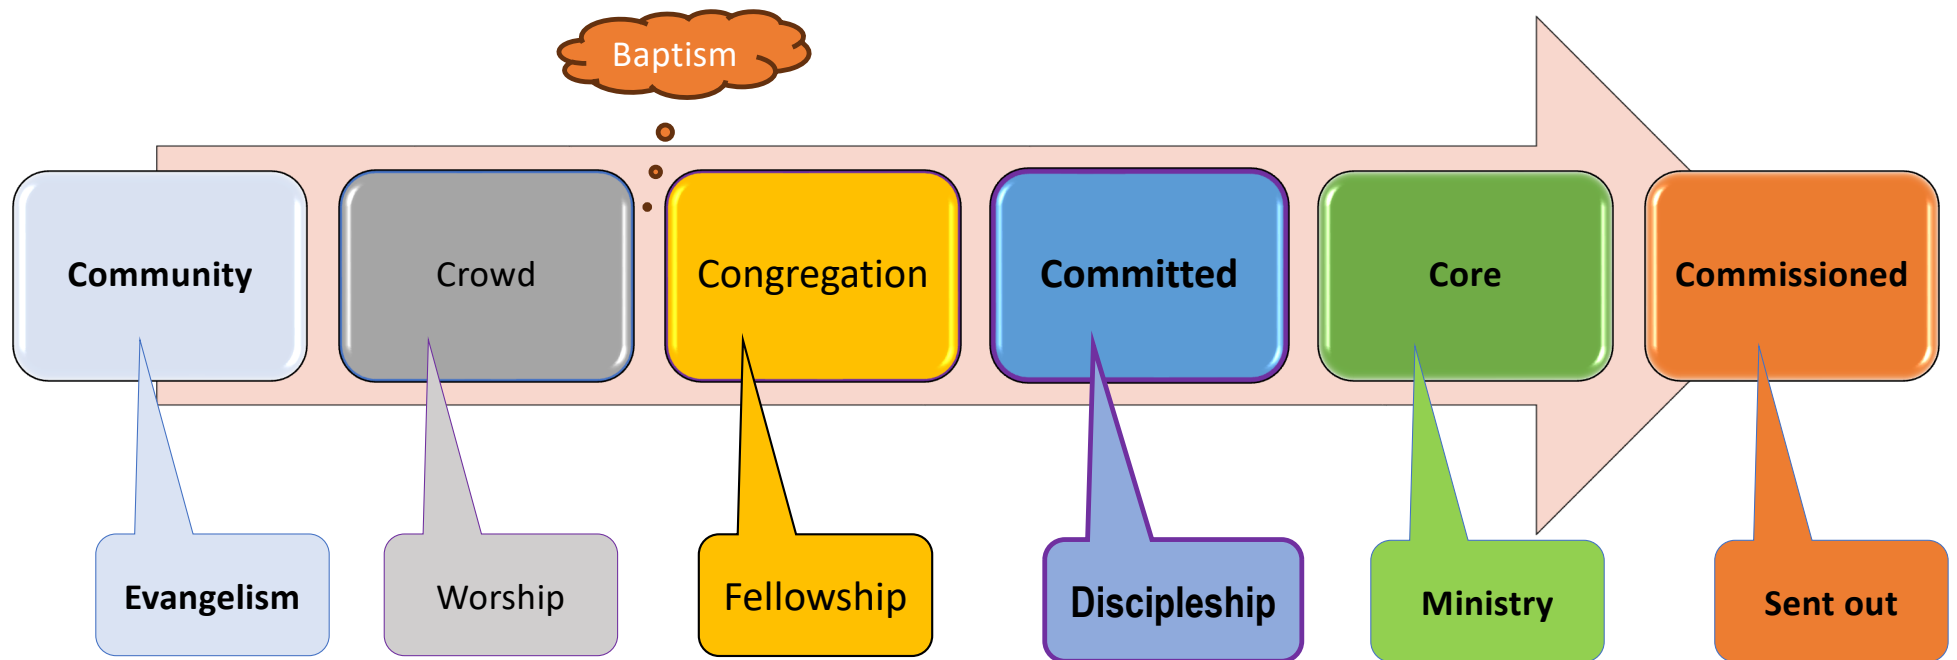 Baptism
Community
Crowd
Congregation
Committed
Core
Commissioned
Evangelism
Worship
Fellowship
Discipleship
Ministry
Sent out